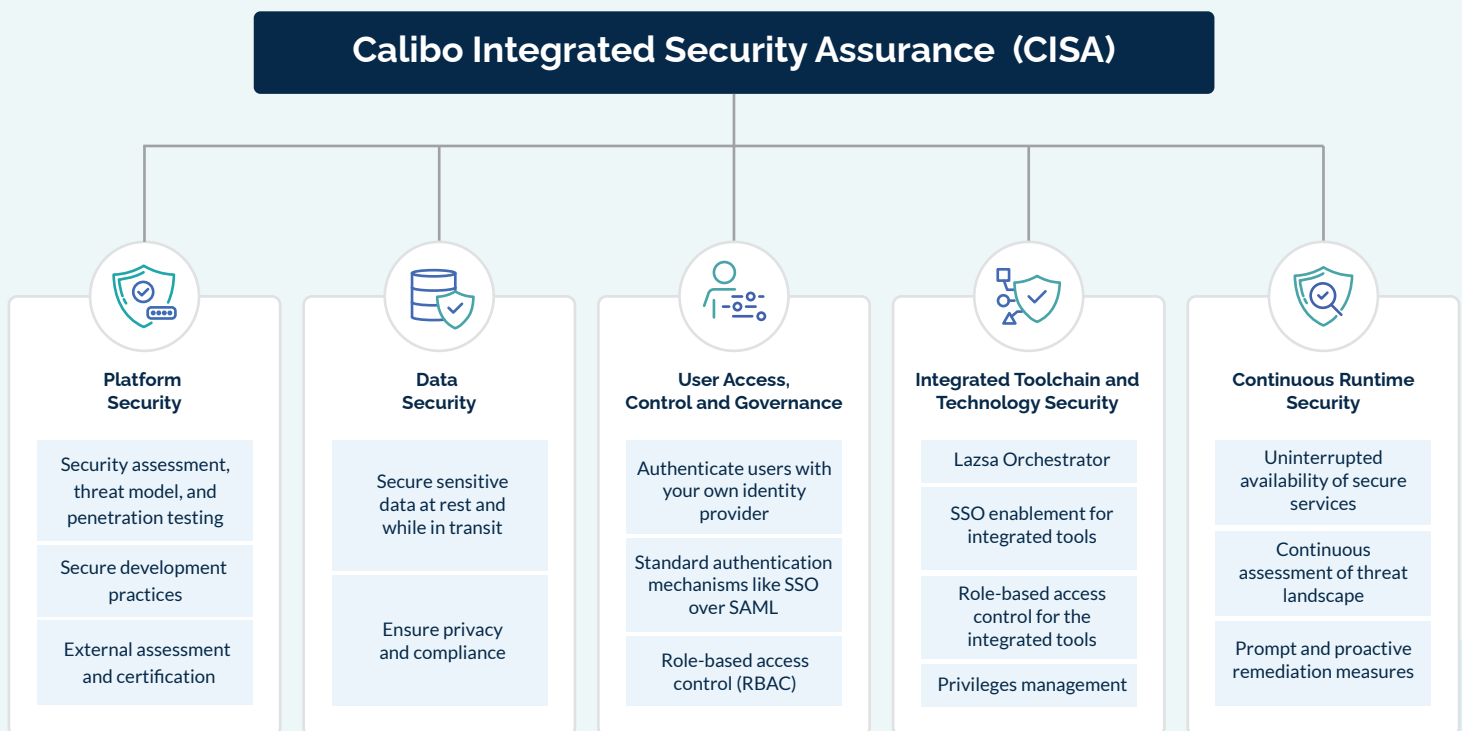 Calibo Integrated Security Assurance (CISA)
Platform
Security
Security assessment,
threat model, and
penetration testing
Secure development
practices
External assessment
and certification
Data
Security
Secure sensitive
data at rest and
while in transit
Ensure privacy
and compliance
User Access,
Control and Governance
Authenticate users with
your own identity
provider
Standard authentication
mechanisms like SSO
over SAML
Role-based access
control (RBAC)
Integrated Toolchain and
Technology Security
Lazsa Orchestrator
SSO enablement for
integrated tools
Role-based access
control for the
integrated tools
Privileges management
Continuous Runtime
Security
Uninterrupted
availability of secure
services
Continuous
assessment of threat
landscape
Prompt and proactive
remediation measures